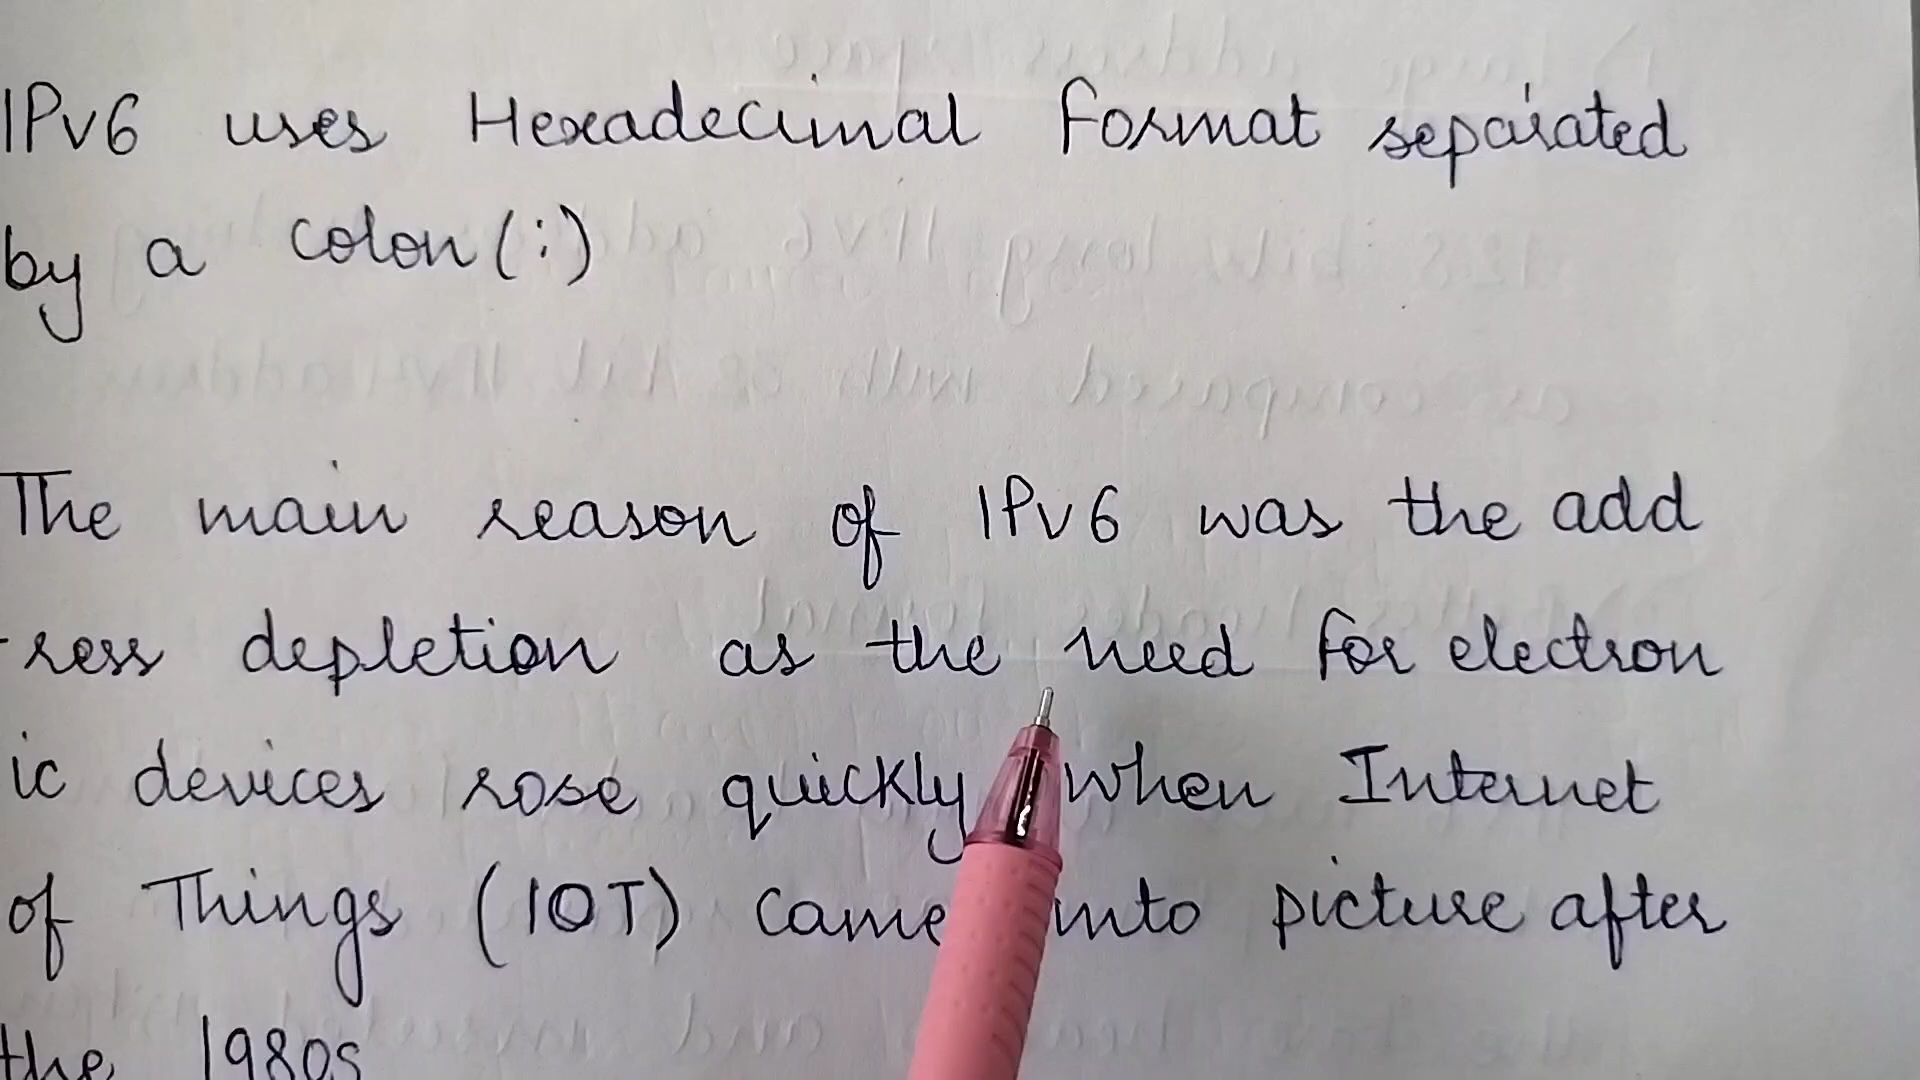 IPv6 uses Hexadecimal Format separated
by a colon(:)
The main reason of IPv6 was the add
-ress depletion as the need for electron
ic devices rose quickly when Internet
of Things (IOT) came into picture after
the 1980s